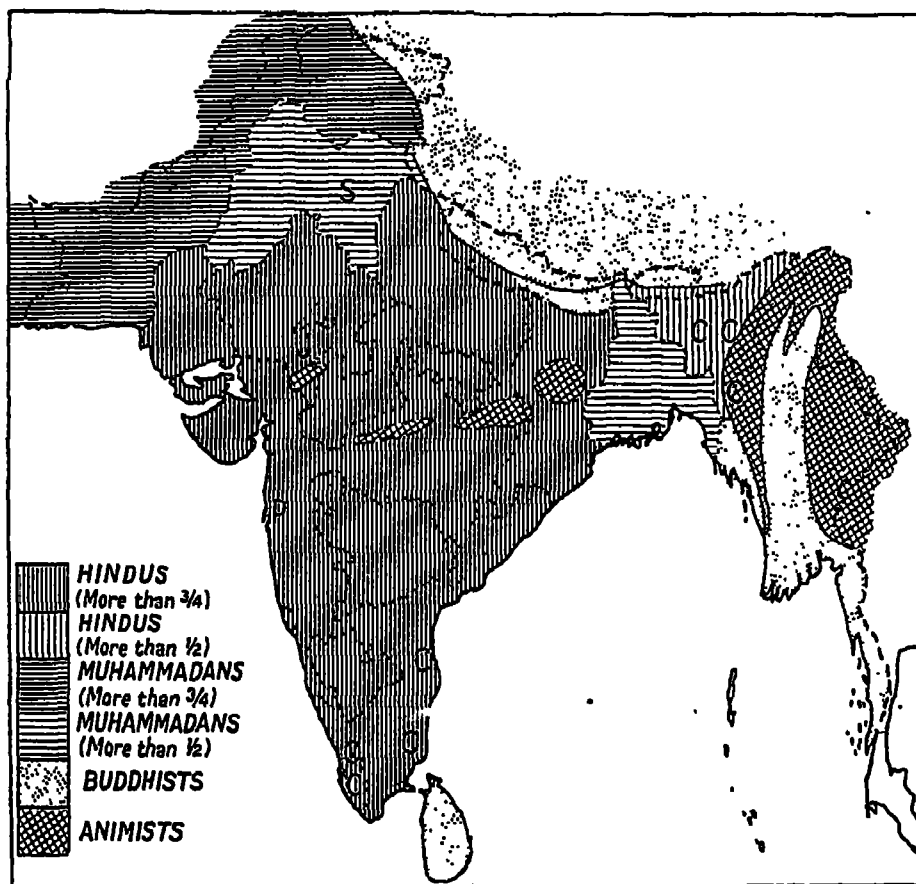 S
C C
C
C
P
C
C
C
C
HINDUS
(More than ¾)
HINDUS
(More than ½)
MUHAMMADANS
(More than ¾)
MUHAMMADANS
(More than ½)
BUDDHISTS
ANIMISTS